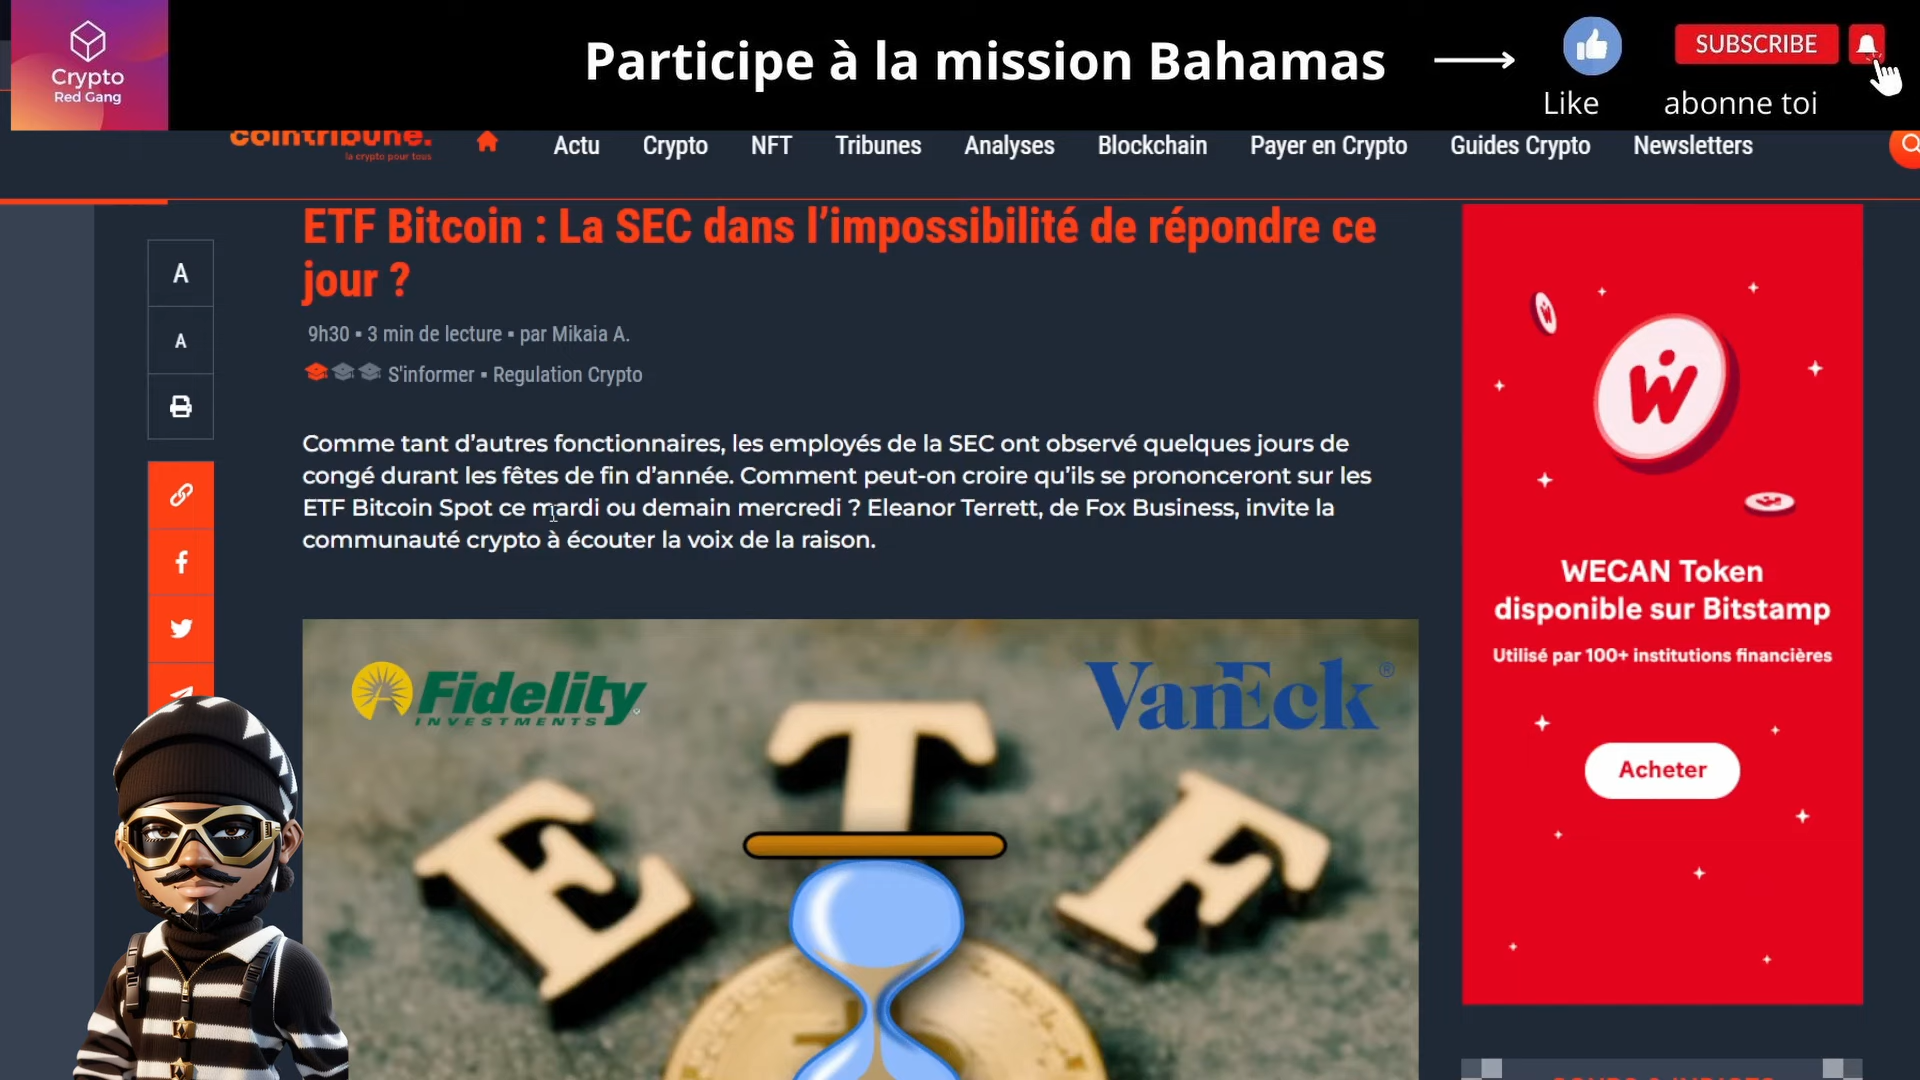 Crypto
Red Gang
Participe à la mission Bahamas
Like
SUBSCRIBE
abonne toi
cointribune.
la crypto pour tous
Actu
Crypto
NFT
Tribunes
Analyses
Blockchain
Payer en Crypto
Guides Crypto
Newsletters
ETF Bitcoin : La SEC dans l’impossibilité de répondre ce
jour ?
9h30 ▪ 3 min de lecture ▪ par Mikaia A.
S'informer ▪ Regulation Crypto
A
A
Comme tant d’autres fonctionnaires, les employés de la SEC ont observé quelques jours de
congé durant les fêtes de fin d’année. Comment peut-on croire qu’ils se prononceront sur les
ETF Bitcoin Spot ce mardi ou demain mercredi ? Eleanor Terrett, de Fox Business, invite la
communauté crypto à écouter la voix de la raison.
Fidelity
INVESTMENTS
VanEck®
E T F
WECAN Token
disponible sur Bitstamp
Utilisé par 100+ institutions financières
Acheter